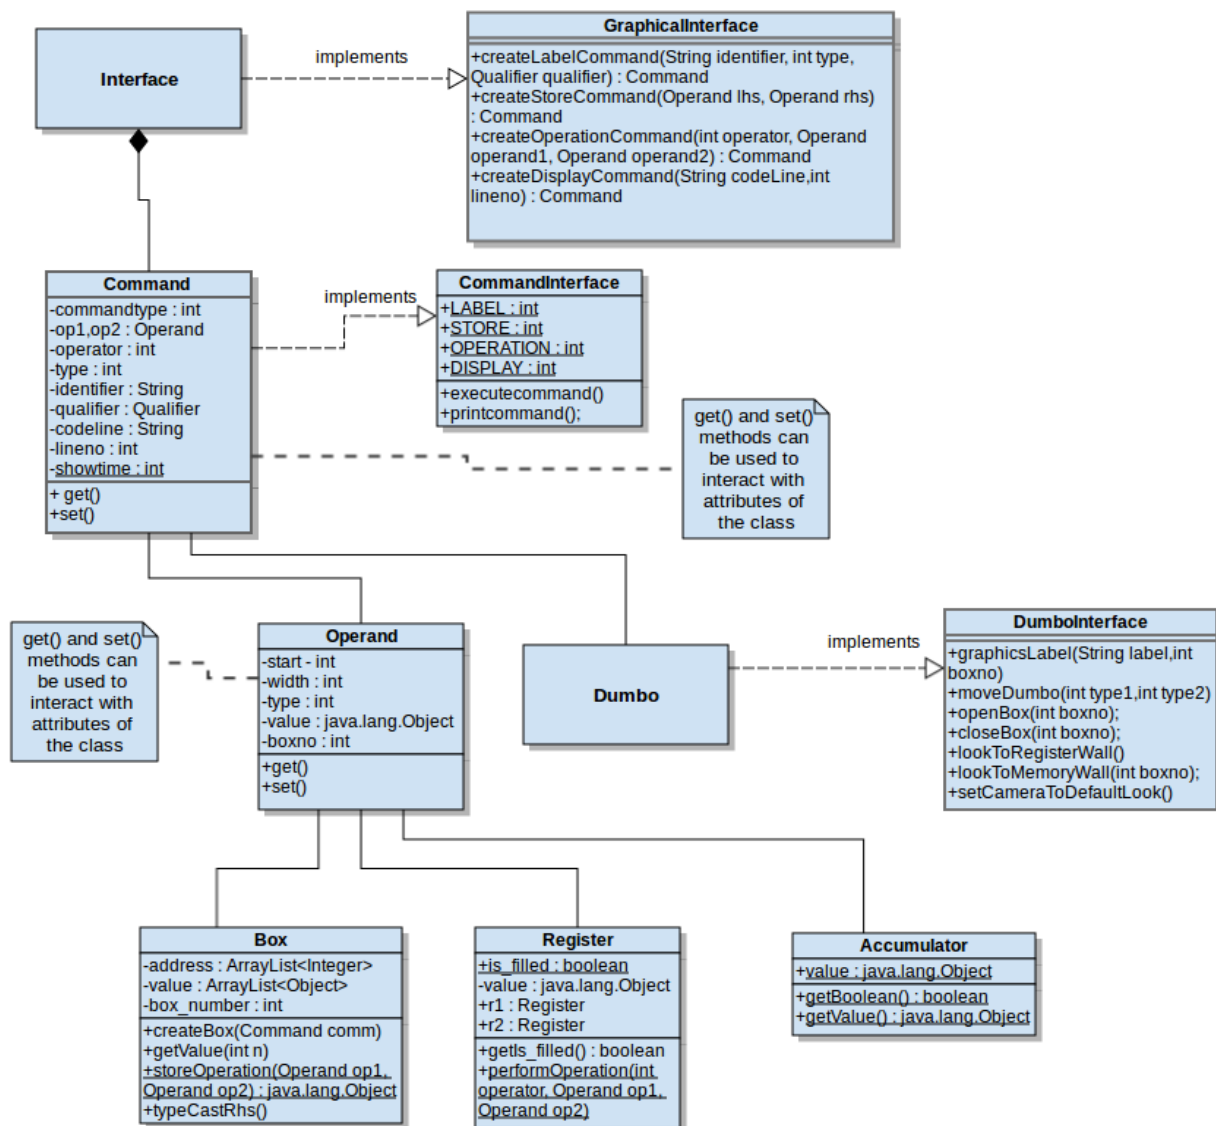 Interface
implements
GraphicalInterface
+createLabelCommand(String identifier, int type,
Qualifier qualifier) : Command
+createStoreCommand(Operand lhs, Operand rhs)
: Command
+createOperationCommand(int operator, Operand
operand1, Operand operand2) : Command
+createDisplayCommand(String codeLine,int
lineno) : Command
Command
-commandtype : int
-op1,op2 : Operand
-operator : int
-type : int
-identifier : String
-qualifier : Qualifier
-codeline : String
-lineno : int
-showtime : int
+ get()
+set()
implements
CommandInterface
+LABEL : int
+STORE : int
+OPERATION : int
+DISPLAY : int
+executecommand()
+printcommand();
get() and set()
methods can
be used to
interact with
attributes of
the class
get() and set()
methods can
be used to
interact with
attributes of
the class
Operand
-start - int
-width : int
-type : int
-value : java.lang.Object
-boxno : int
+get()
+set()
Dumbo
implements
DumboInterface
+graphicsLabel(String label,int
boxno)
+moveDumbo(int type1,int type2)
+openBox(int boxno);
+closeBox(int boxno);
+lookToRegisterWall()
+lookToMemoryWall(int boxno);
+setCameraToDefaultLook()
Box
-address : ArrayList<Integer>
-value : ArrayList<Object>
-box_number : int
+createBox(Command comm)
+getValue(int n)
+storeOperation(Operand op1,
Operand op2) : java.lang.Object
+typeCastRhs()
Register
+is_filled : boolean
-value : java.lang.Object
+r1 : Register
+r2 : Register
+getIs_filled() : boolean
+performOperation(int
operator, Operand op1,
Operand op2)
Accumulator
+value : java.lang.Object
+getBoolean() : boolean
+getValue() : java.lang.Object